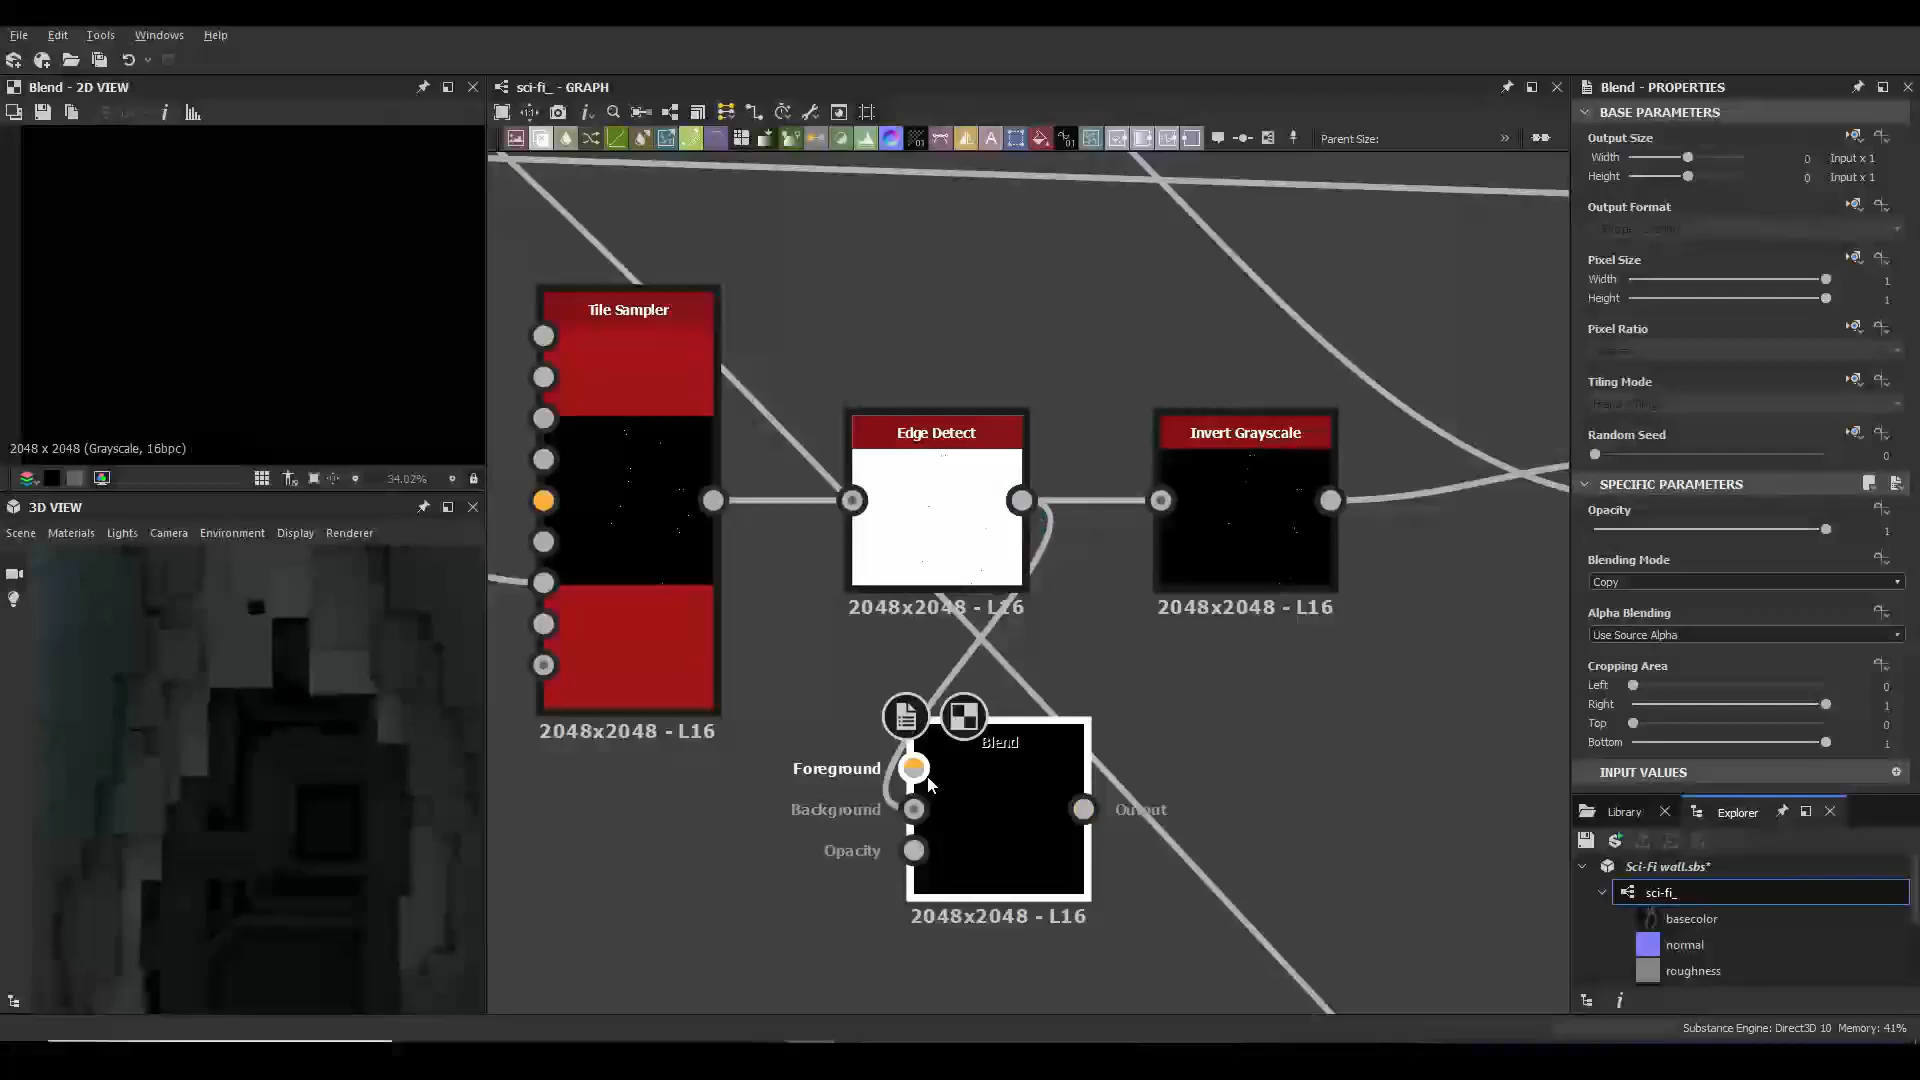 File Edit Tools Windows Help
Blend - 2D VIEW
2048 x 2048 (Grayscale, 16bpc)
34.02%
3D VIEW
Scene Materials Lights Camera Environment Display Renderer
sci-fi_ - GRAPH
Parent Size:
Tile Sampler
2048x2048 - L16
Edge Detect
2048x2048 - L16
Invert Grayscale
2048x2048 - L16
Blend
Foreground
Background
Opacity
Output
2048x2048 - L16
Blend - PROPERTIES
BASE PARAMETERS
Output Size
Width 0 Input x 1
Height 0 Input x 1
Output Format
Pixel Size
Width 1
Height 1
Pixel Ratio
Tiling Mode
Random Seed
0
SPECIFIC PARAMETERS
Opacity
1
Blending Mode
Copy
Alpha Blending
Use Source Alpha
Cropping Area
Left 0
Right 1
Top 0
Bottom 1
INPUT VALUES
Library Explorer
Sci-Fi wall.sbs*
sci-fi_
basecolor
normal
roughness
Substance Engine: Direct3D 10 Memory: 41%